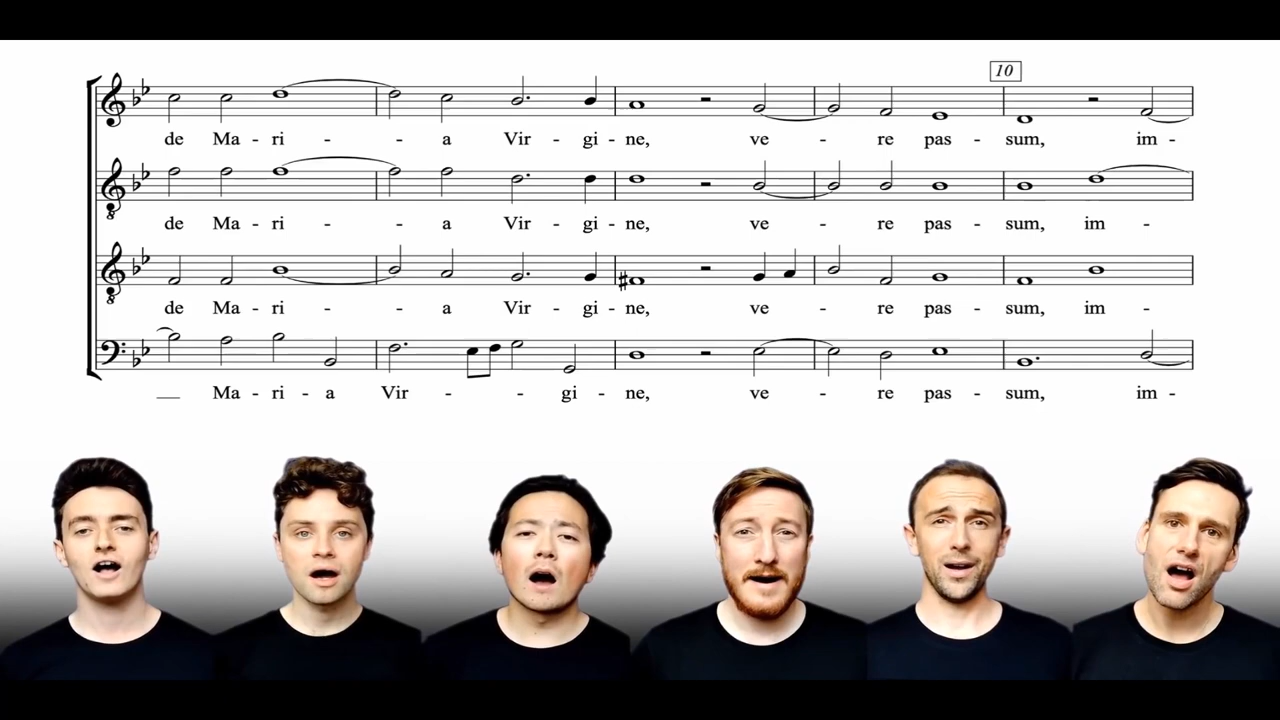 10
de Ma - ri - - a Vir - gi - ne, ve - re pas - sum, im -
de Ma - ri - - a Vir - gi - ne, ve - re pas - sum, im -
de Ma - ri - - a Vir - gi - ne, ve - re pas - sum, im -
Ma - ri - a Vir - - gi - ne, ve - re pas - sum, im -